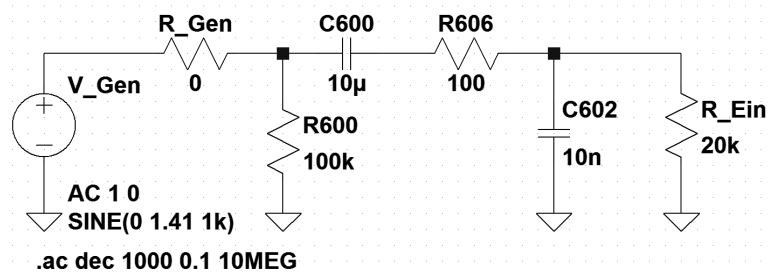 R_Gen
0
C600
10µ
R606
100
V_Gen
R600
100k
C602
10n
R_Ein
20k
AC 1 0
SINE(0 1.41 1k)
.ac dec 1000 0.1 10MEG